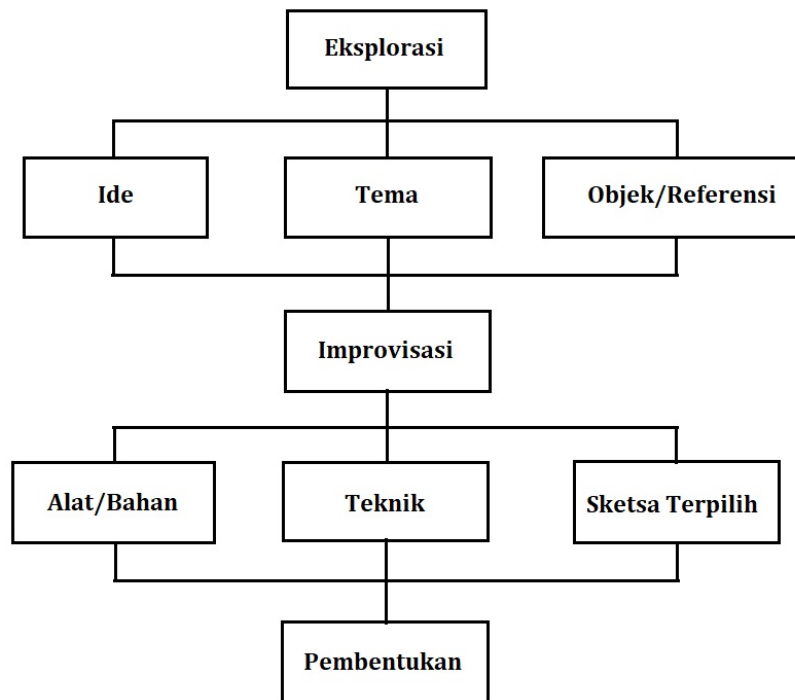 Eksplorasi
Ide
Tema
Objek/Referensi
Improvisasi
Alat/Bahan
Teknik
Sketsa Terpilih
Pembentukan